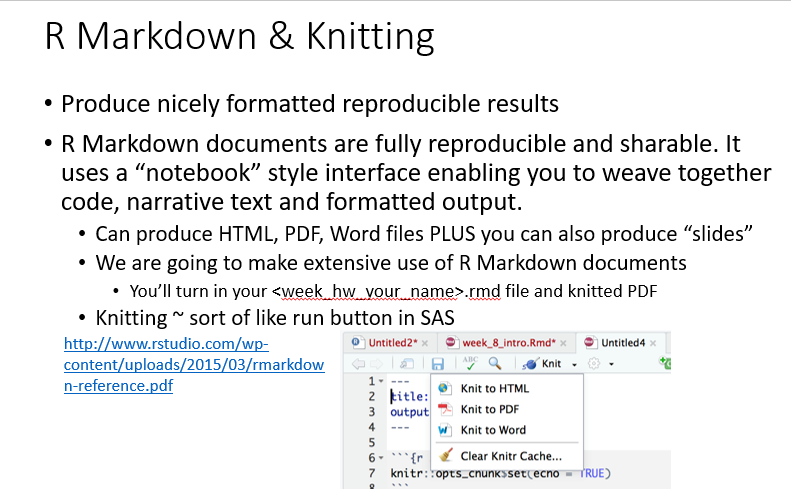 R Markdown & Knitting
• Produce nicely formatted reproducible results
• R Markdown documents are fully reproducible and sharable. It
uses a “notebook” style interface enabling you to weave together
code, narrative text and formatted output.
• Can produce HTML, PDF, Word files PLUS you can also produce “slides”
• We are going to make extensive use of R Markdown documents
• You’ll turn in your <week_hw_your_name>.rmd file and knitted PDF
• Knitting ~ sort of like run button in SAS
http://www.rstudio.com/wp-
content/uploads/2015/03/rmarkdow
n-reference.pdf
Untitled2* week_8_intro.Rmd* Untitled4
ABC Knit
1 ---
2 title:
3 output
4 ---
5
6 ```{r
7 knitr::opts_chunk$set(echo = TRUE)
8 ```
Knit to HTML
Knit to PDF
Knit to Word
Clear Knitr Cache...